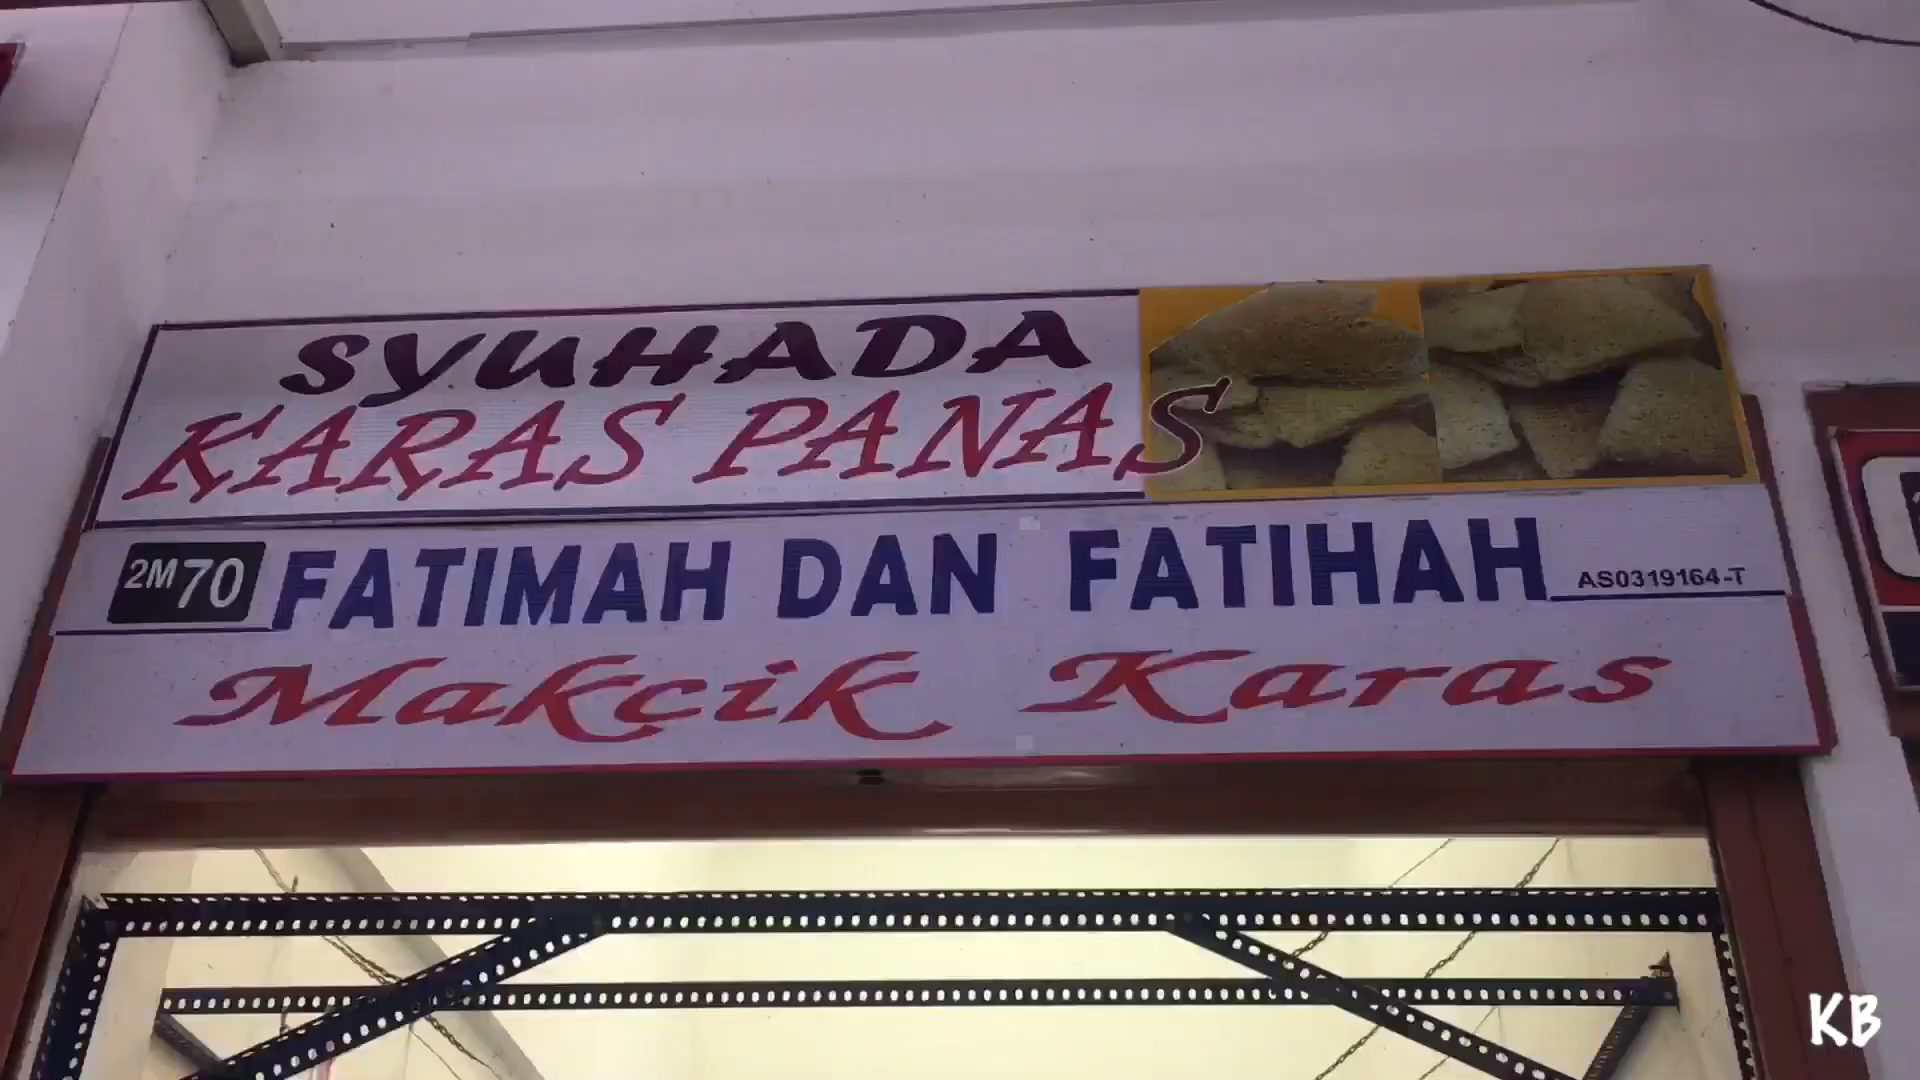 SYUHADA
KARAS PANAS
2M70 FATIMAH DAN FATIHAH AS0319164-T
Makcik Karas
KB